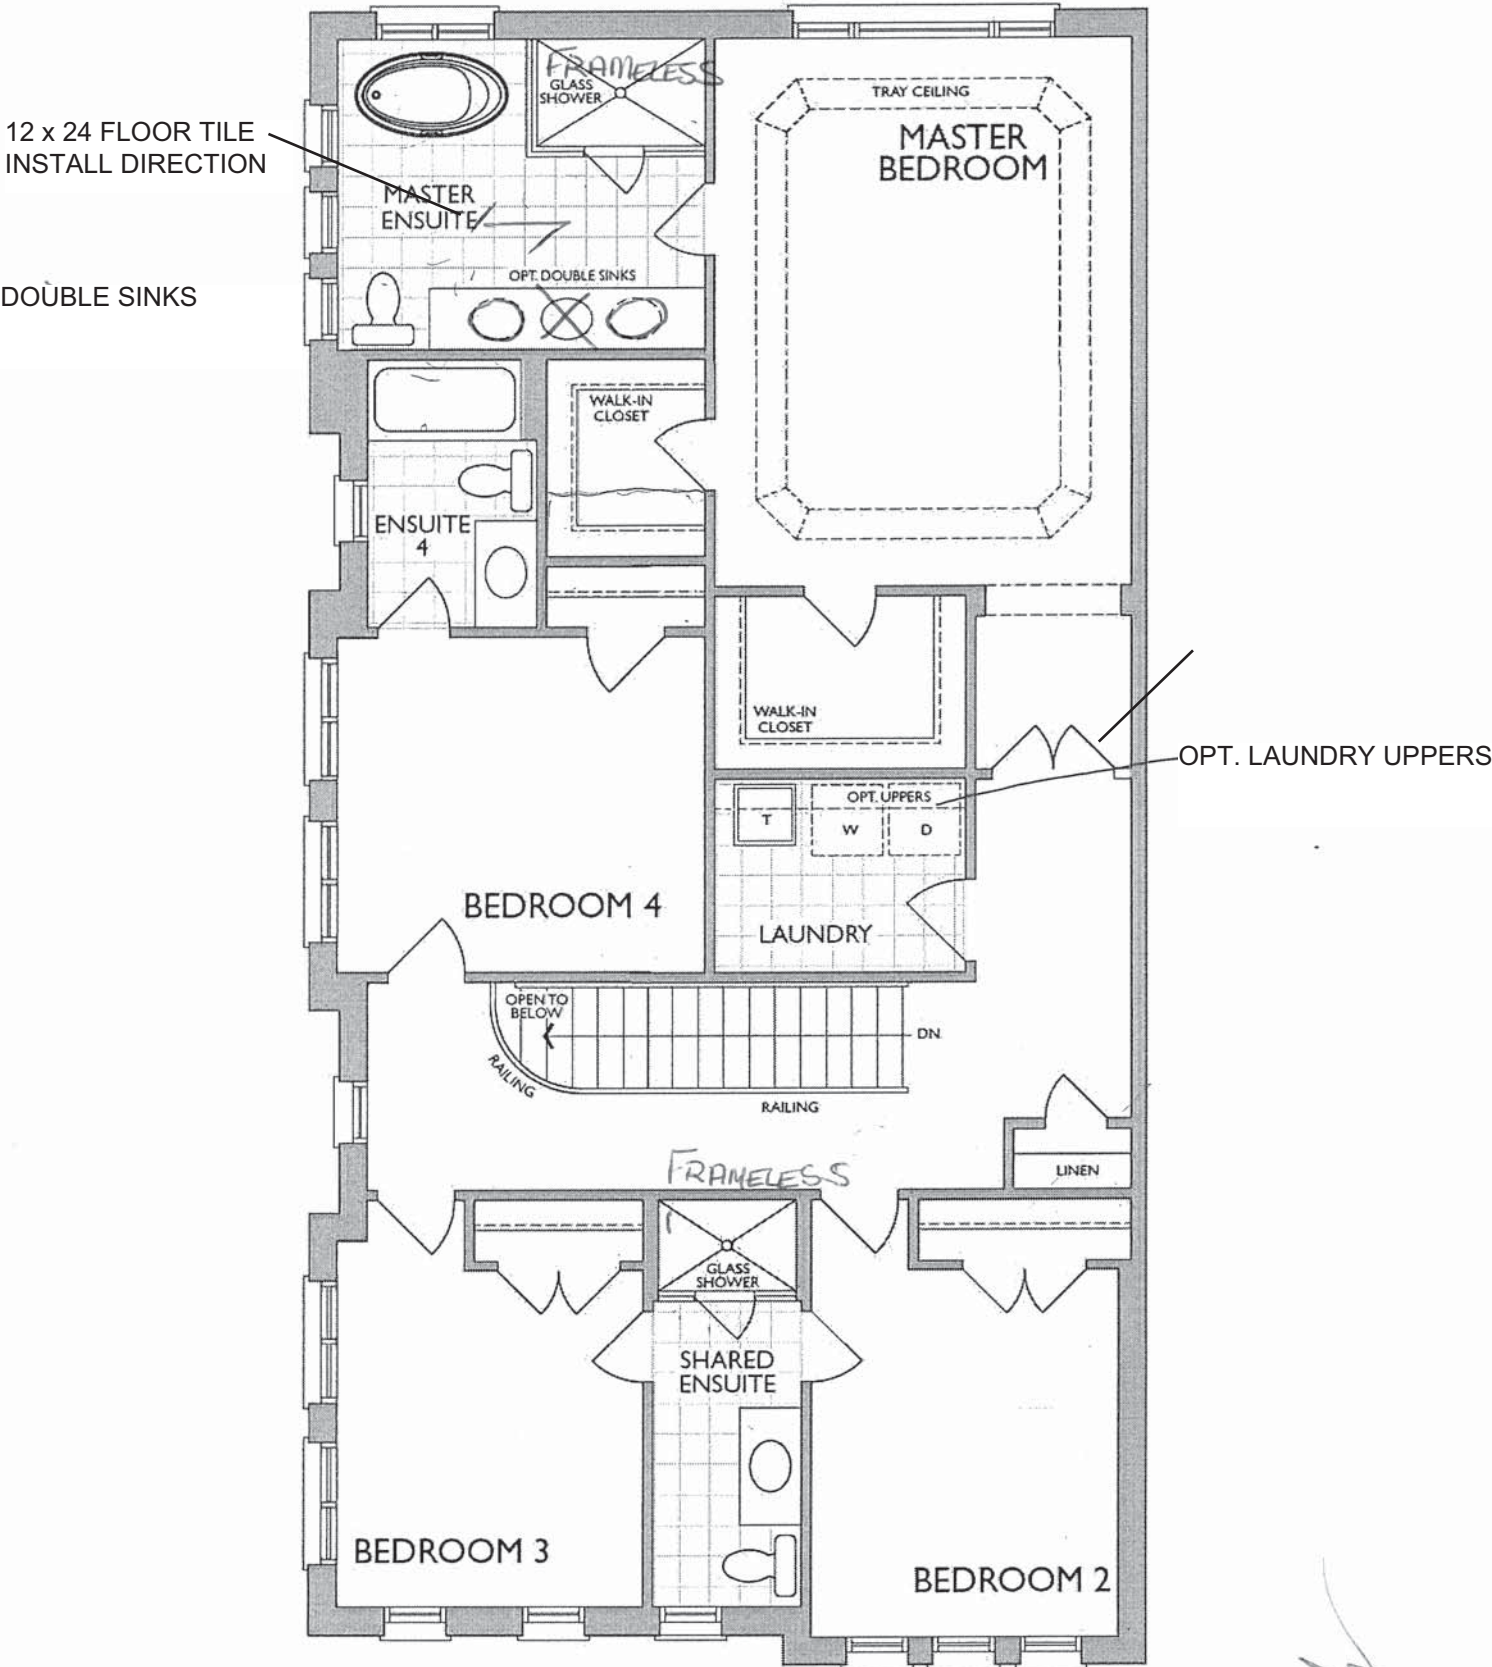 FRAMELESS
GLASS
SHOWER
TRAY CEILING
MASTER
BEDROOM
12 x 24 FLOOR TILE
INSTALL DIRECTION
MASTER
ENSUITE
OPT. DOUBLE SINKS
DOUBLE SINKS
WALK-IN
CLOSET
ENSUITE
4
WALK-IN
CLOSET
OPT. LAUNDRY UPPERS
OPT. UPPERS
T
W
D
BEDROOM 4
LAUNDRY
OPEN TO
BELOW
DN.
RAILING
RAILING
FRAMELESS
LINEN
GLASS
SHOWER
SHARED
ENSUITE
BEDROOM 3
BEDROOM 2